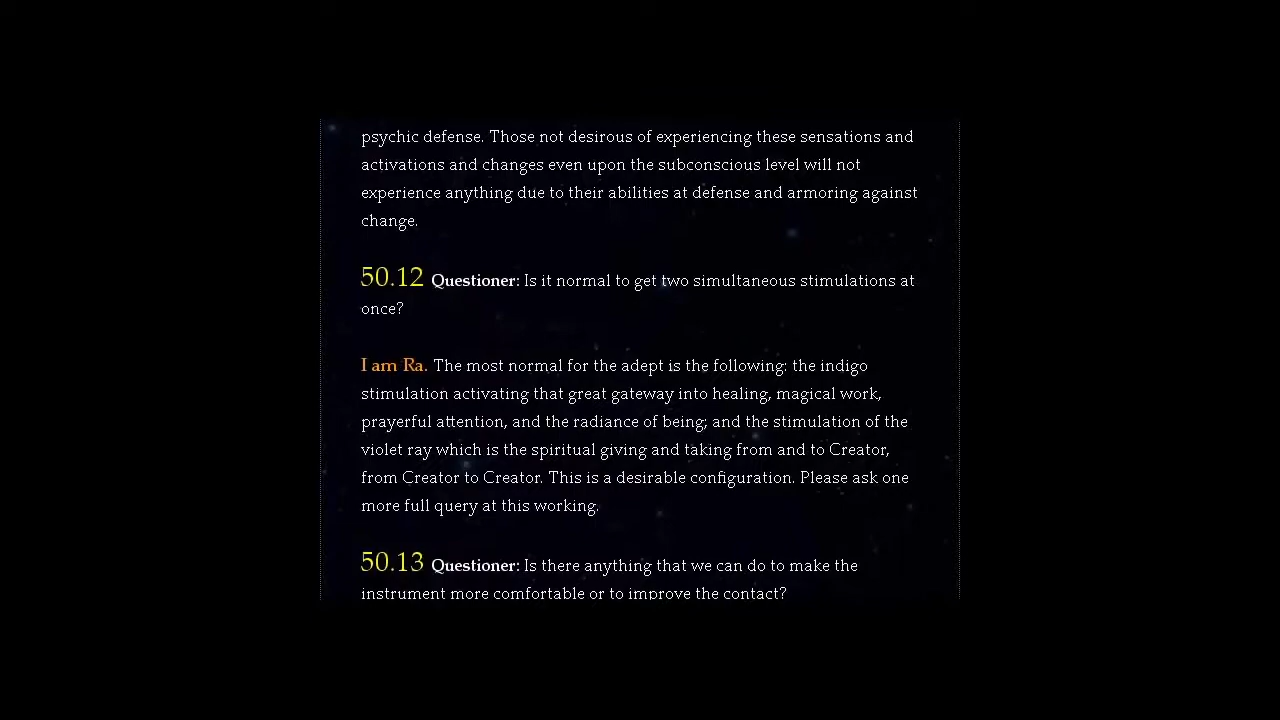 psychic defense. Those not desirous of experiencing these sensations and
activations and changes even upon the subconscious level will not
experience anything due to their abilities at defense and armoring against
change.
50.12 Questioner: Is it normal to get two simultaneous stimulations at
once?
I am Ra. The most normal for the adept is the following: the indigo
stimulation activating that great gateway into healing, magical work,
prayerful attention, and the radiance of being; and the stimulation of the
violet ray which is the spiritual giving and taking from and to Creator,
from Creator to Creator. This is a desirable configuration. Please ask one
more full query at this working.
50.13 Questioner: Is there anything that we can do to make the
instrument more comfortable or to improve the contact?